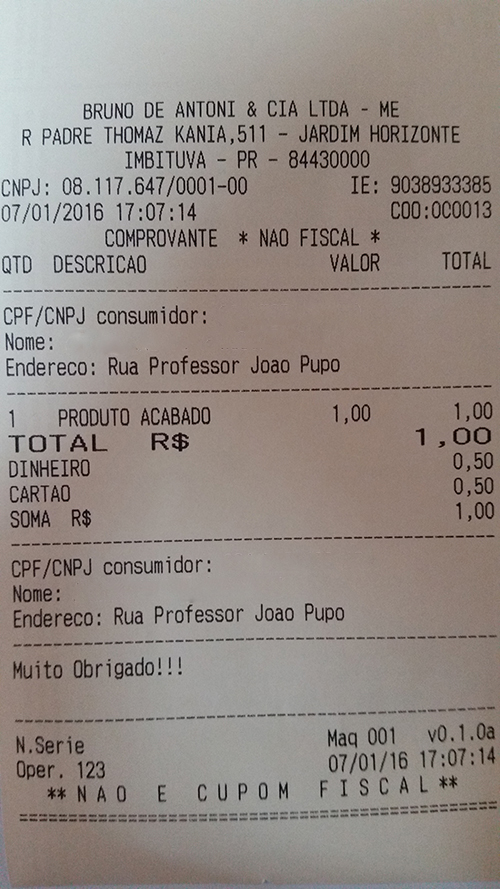 BRUNO DE ANTONI & CIA LTDA - ME
R PADRE THOMAZ KANIA,511 - JARDIM HORIZONTE
IMBITUVA - PR - 84430000
CNPJ: 08.117.647/0001-00 IE: 9038933385
07/01/2016 17:07:14 COO:000013
COMPROVANTE * NAO FISCAL *
QTD DESCRICAO VALOR TOTAL
CPF/CNPJ consumidor:
Nome:
Endereco: Rua Professor Joao Pupo
1 PRODUTO ACABADO 1,00 1,00
TOTAL R$ 1,00
DINHEIRO 0,50
CARTAO 0,50
SOMA R$ 1,00
CPF/CNPJ consumidor:
Nome:
Endereco: Rua Professor Joao Pupo
Muito Obrigado!!!
N.Serie Maq 001 v0.1.0a
Oper. 123 07/01/16 17:07:14
** N A O E C U P O M F I S C A L **